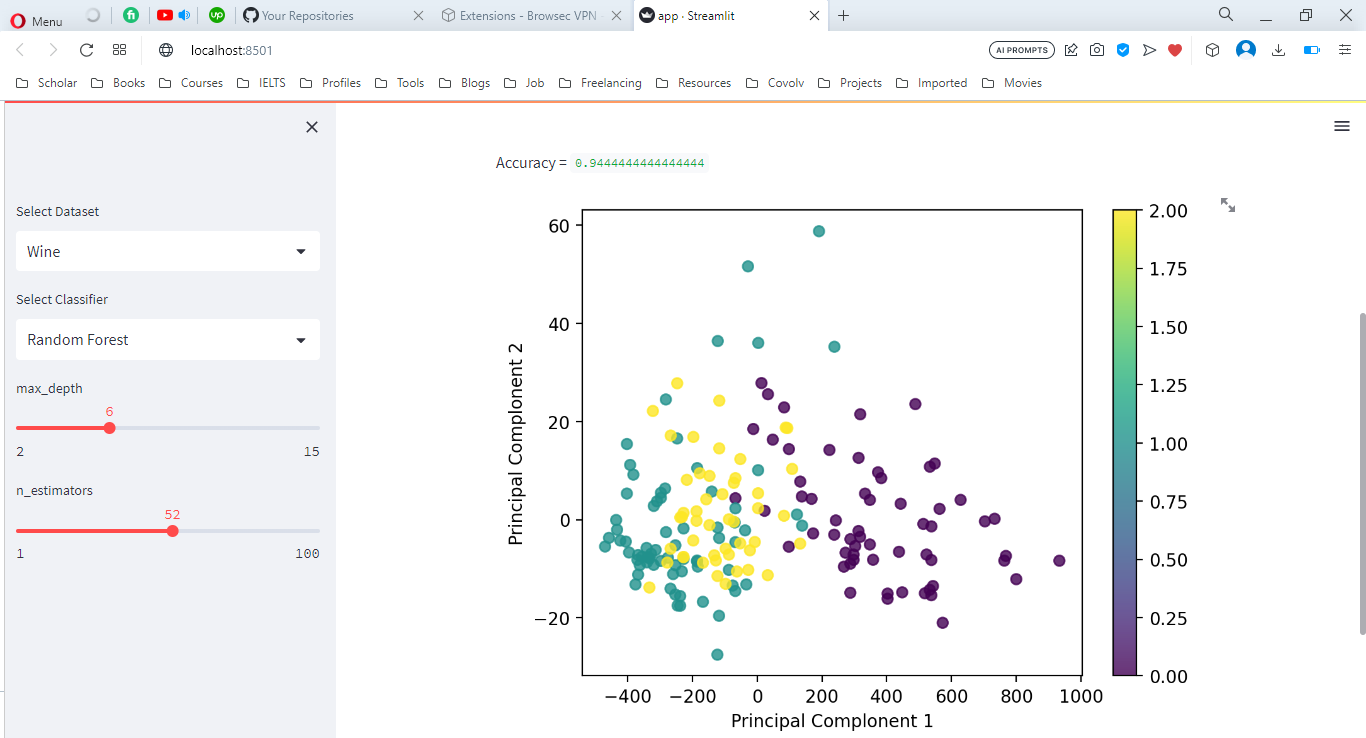 Menu
fi
up
Your Repositories
Extensions - Browsec VPN
app · Streamlit
localhost:8501
AI PROMPTS
Scholar Books Courses IELTS Profiles Tools Blogs Job Freelancing Resources Covolv Projects Imported Movies
Select Dataset
Wine
Select Classifier
Random Forest
max_depth
6
2 15
n_estimators
52
1 100
Accuracy = 0.9444444444444444
60
40
20
0
−20
Principal Complonent 2
−400 −200 0 200 400 600 800 1000
Principal Complonent 1
2.00
1.75
1.50
1.25
1.00
0.75
0.50
0.25
0.00